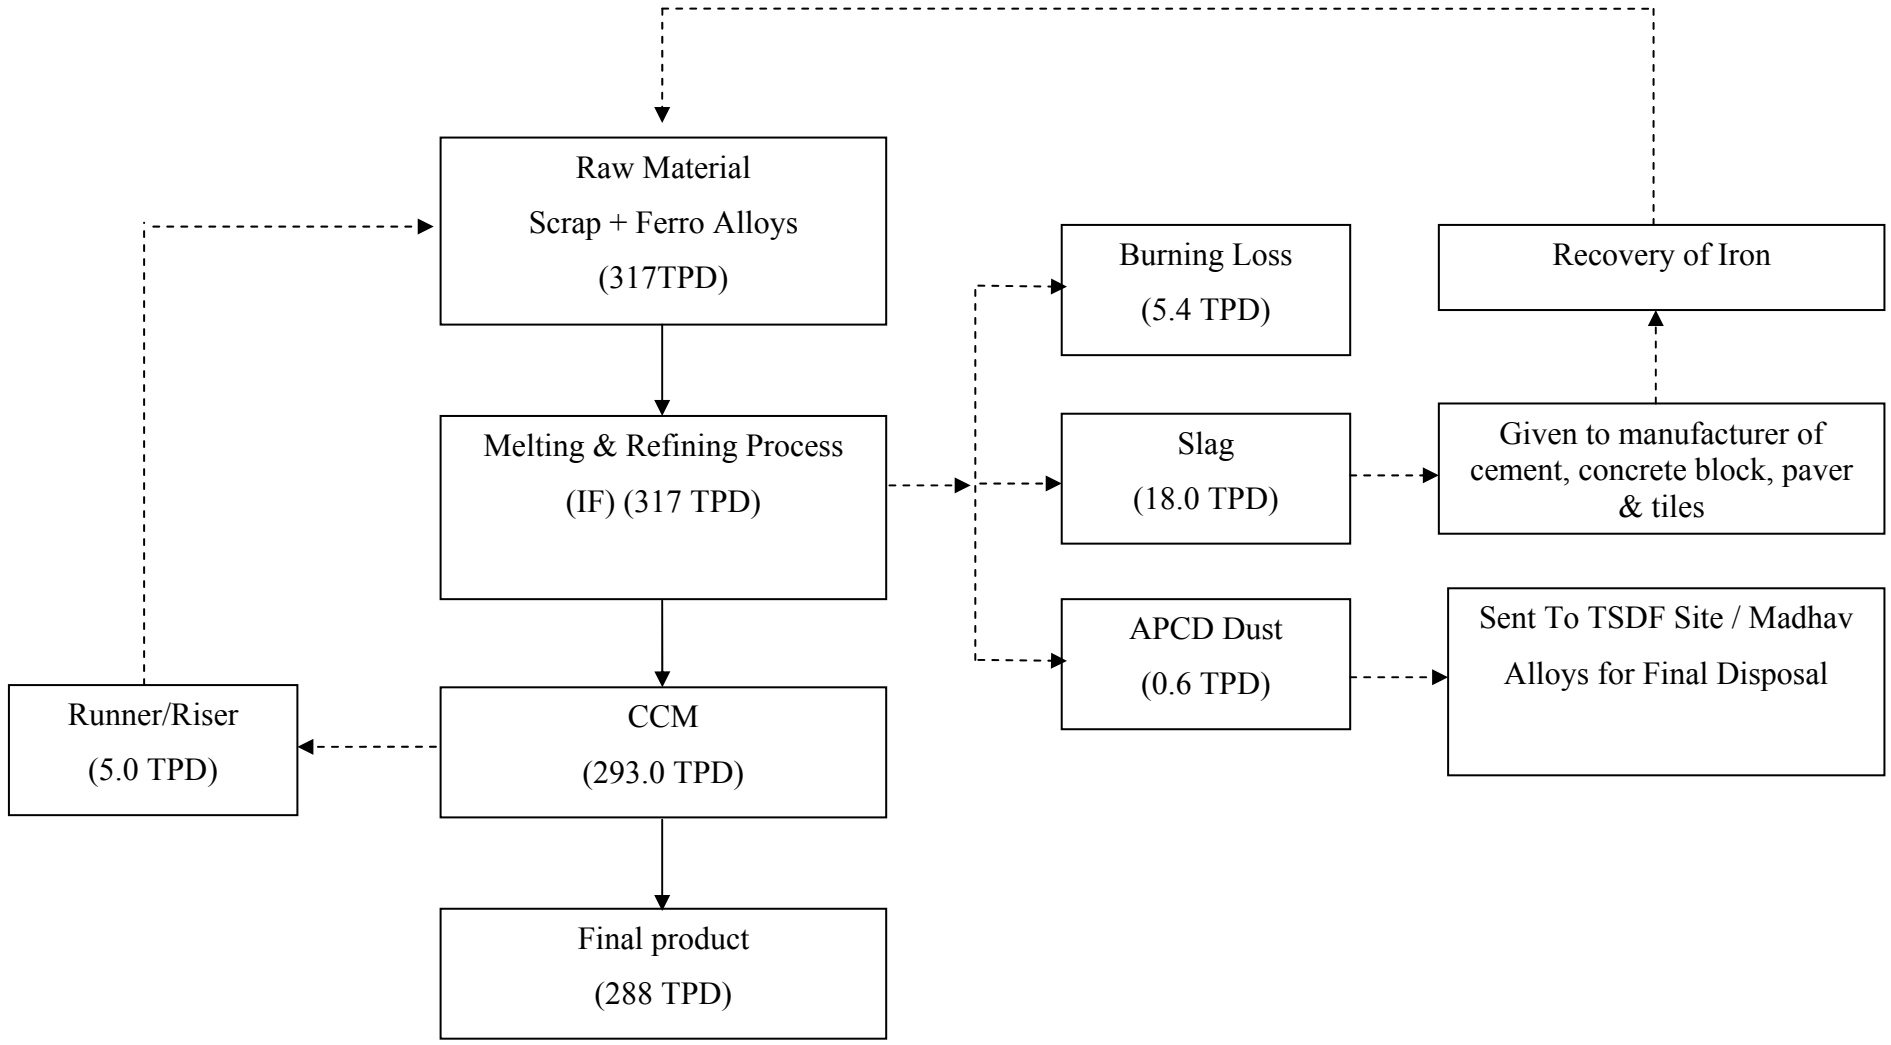 Raw Material
Scrap + Ferro Alloys
(317TPD)
Burning Loss
(5.4 TPD)
Recovery of Iron
Melting & Refining Process
(IF) (317 TPD)
Slag
(18.0 TPD)
Given to manufacturer of
cement, concrete block, paver
& tiles
APCD Dust
(0.6 TPD)
Sent To TSDF Site / Madhav
Alloys for Final Disposal
Runner/Riser
(5.0 TPD)
CCM
(293.0 TPD)
Final product
(288 TPD)